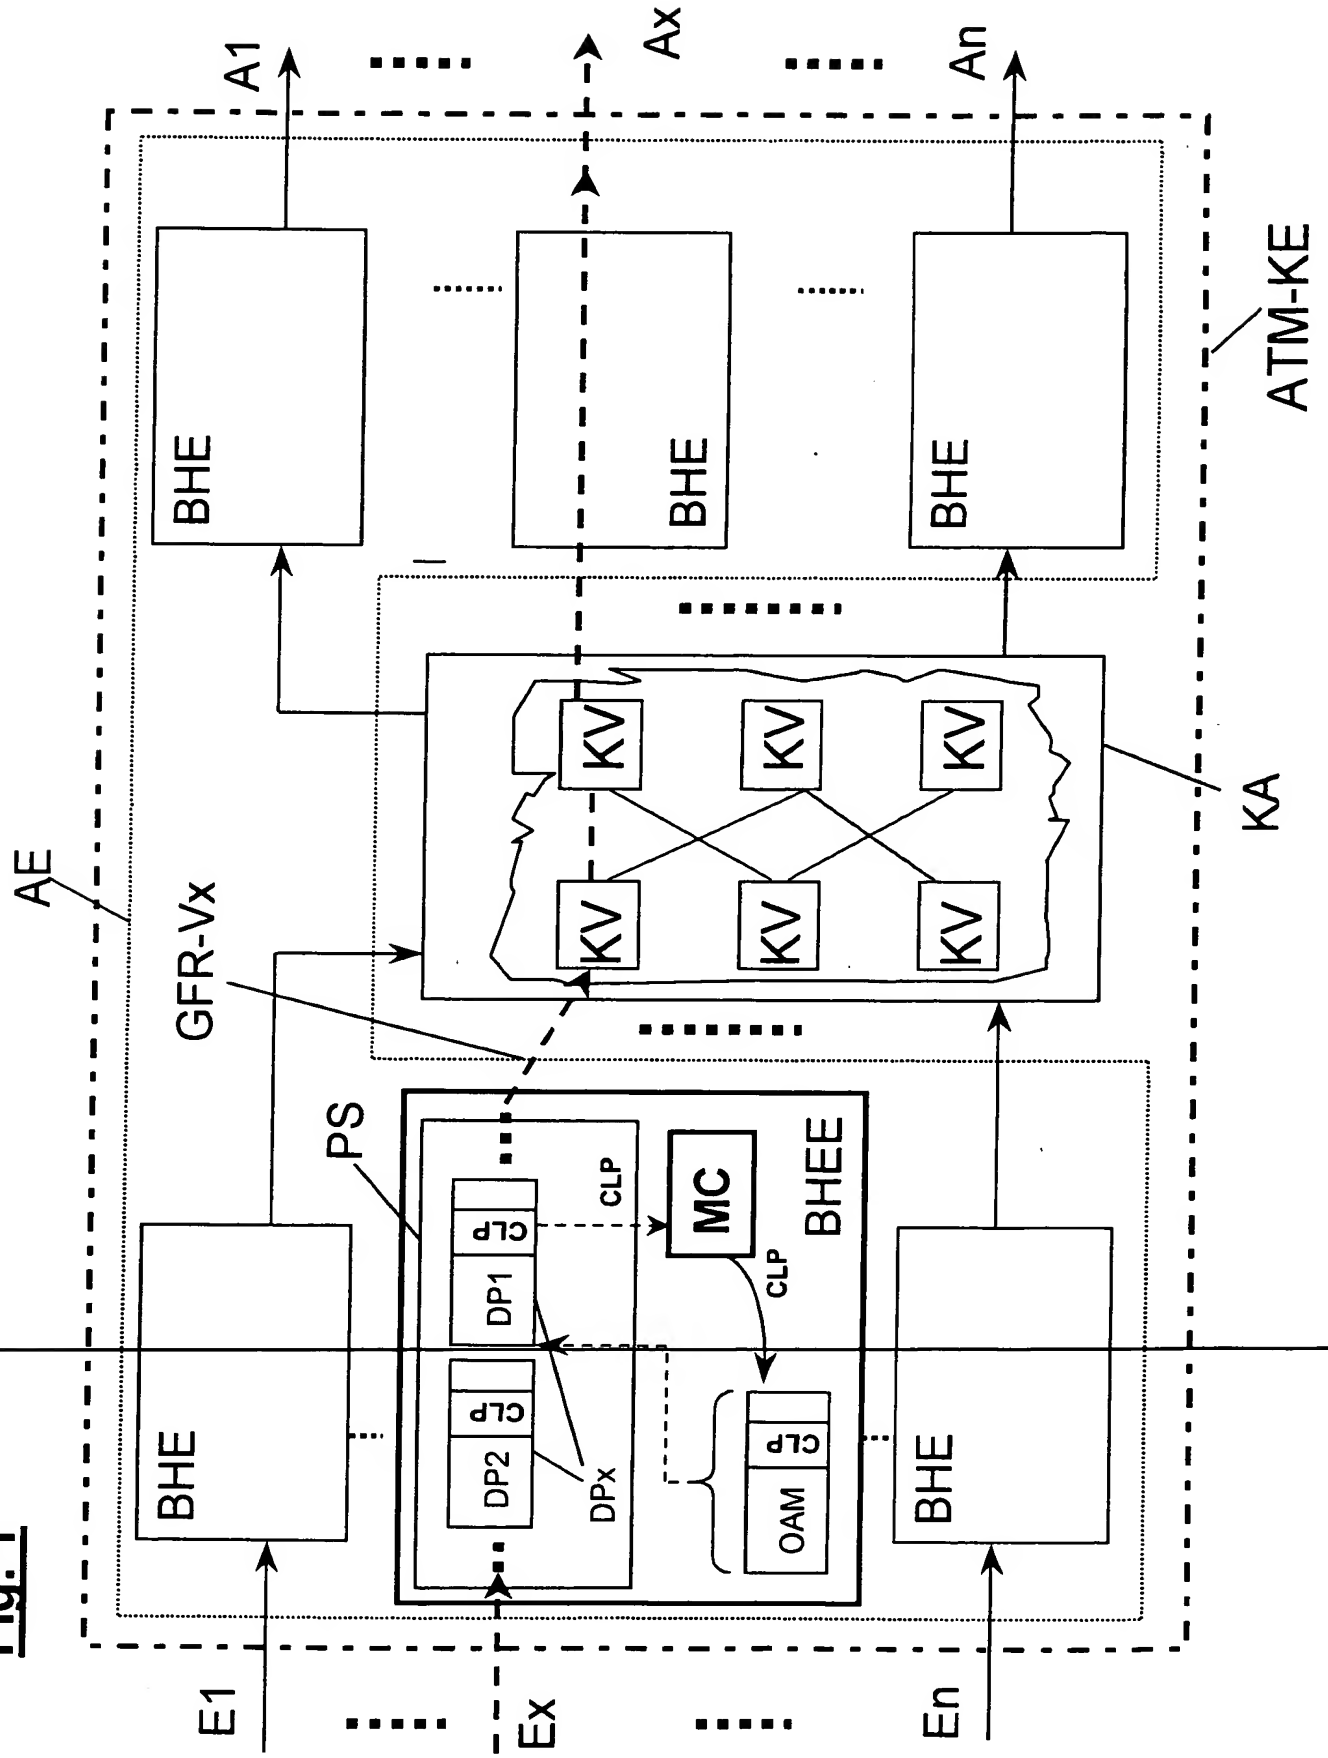 Fig. 1
AE
GFR-Vx
PS
E1
BHE
BHE
A1
Ex
DP2
CLP
DP1
CLP
DPx
CLP
MC
CLP
OAM
CLP
BHEE
KV
KV
KV
KV
KV
KV
BHE
Ax
En
BHE
BHE
An
KA
ATM-KE